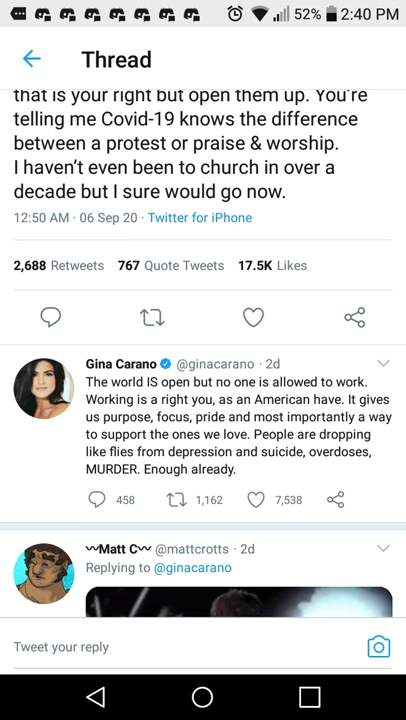 52% 2:40 PM
Thread
that is your right but open them up. You're
telling me Covid-19 knows the difference
between a protest or praise & worship.
I haven't even been to church in over a
decade but I sure would go now.
12:50 AM · 06 Sep 20 · Twitter for iPhone
2,688 Retweets 767 Quote Tweets 17.5K Likes
Gina Carano @ginacarano · 2d
The world IS open but no one is allowed to work.
Working is a right you, as an American have. It gives
us purpose, focus, pride and most importantly a way
to support the ones we love. People are dropping
like flies from depression and suicide, overdoses,
MURDER. Enough already.
458 1,162 7,538
〰Matt C〰 @mattcrotts · 2d
Replying to @ginacarano
Tweet your reply